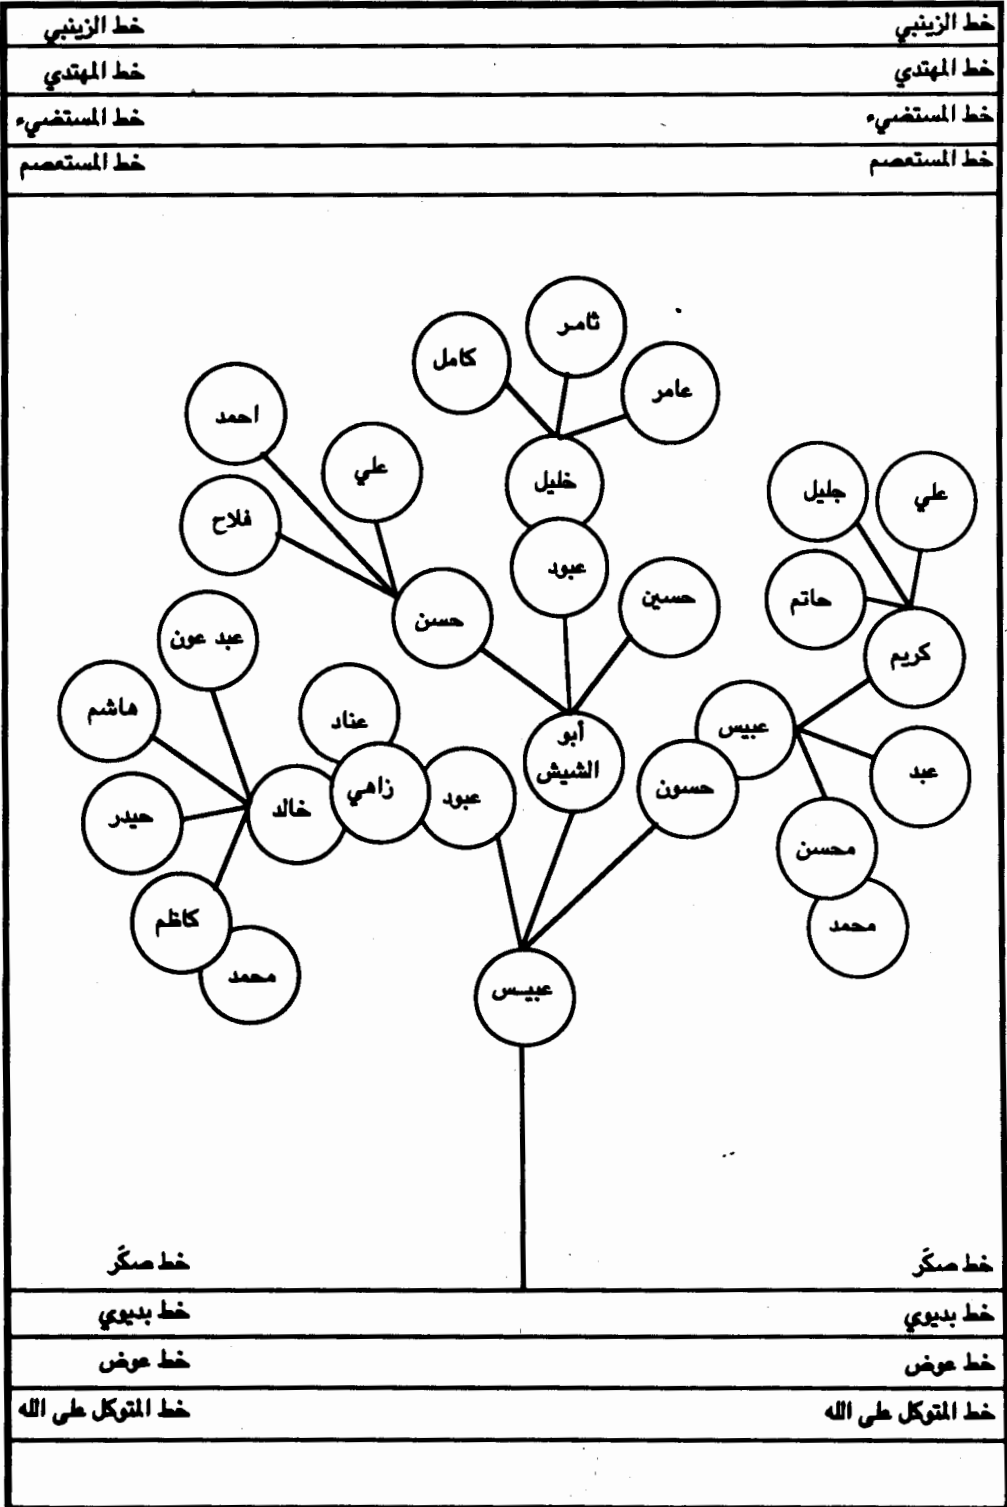 خط الزينبي خط الزينبي
خط المهتدي خط المهتدي
خط المستضيء خط المستضيء
خط المستعصم خط المستعصم
ثامر
كامل
عامر
احمد
علي
خليل
جليل
علي
فلاح
عبود
حسين
حاتم
حسن
كريم
عبد عون
هاشم
عناد
أبو
الشيش
عبيس
عبد
حيدر
خالد
زاهي
عبود
حسون
محسن
كاظم
محمد
محمد
عبيـس
خط صكَر خط صكَر
خط بديوي خط بديوي
خط عوض خط عوض
خط المتوكل على الله خط المتوكل على الله